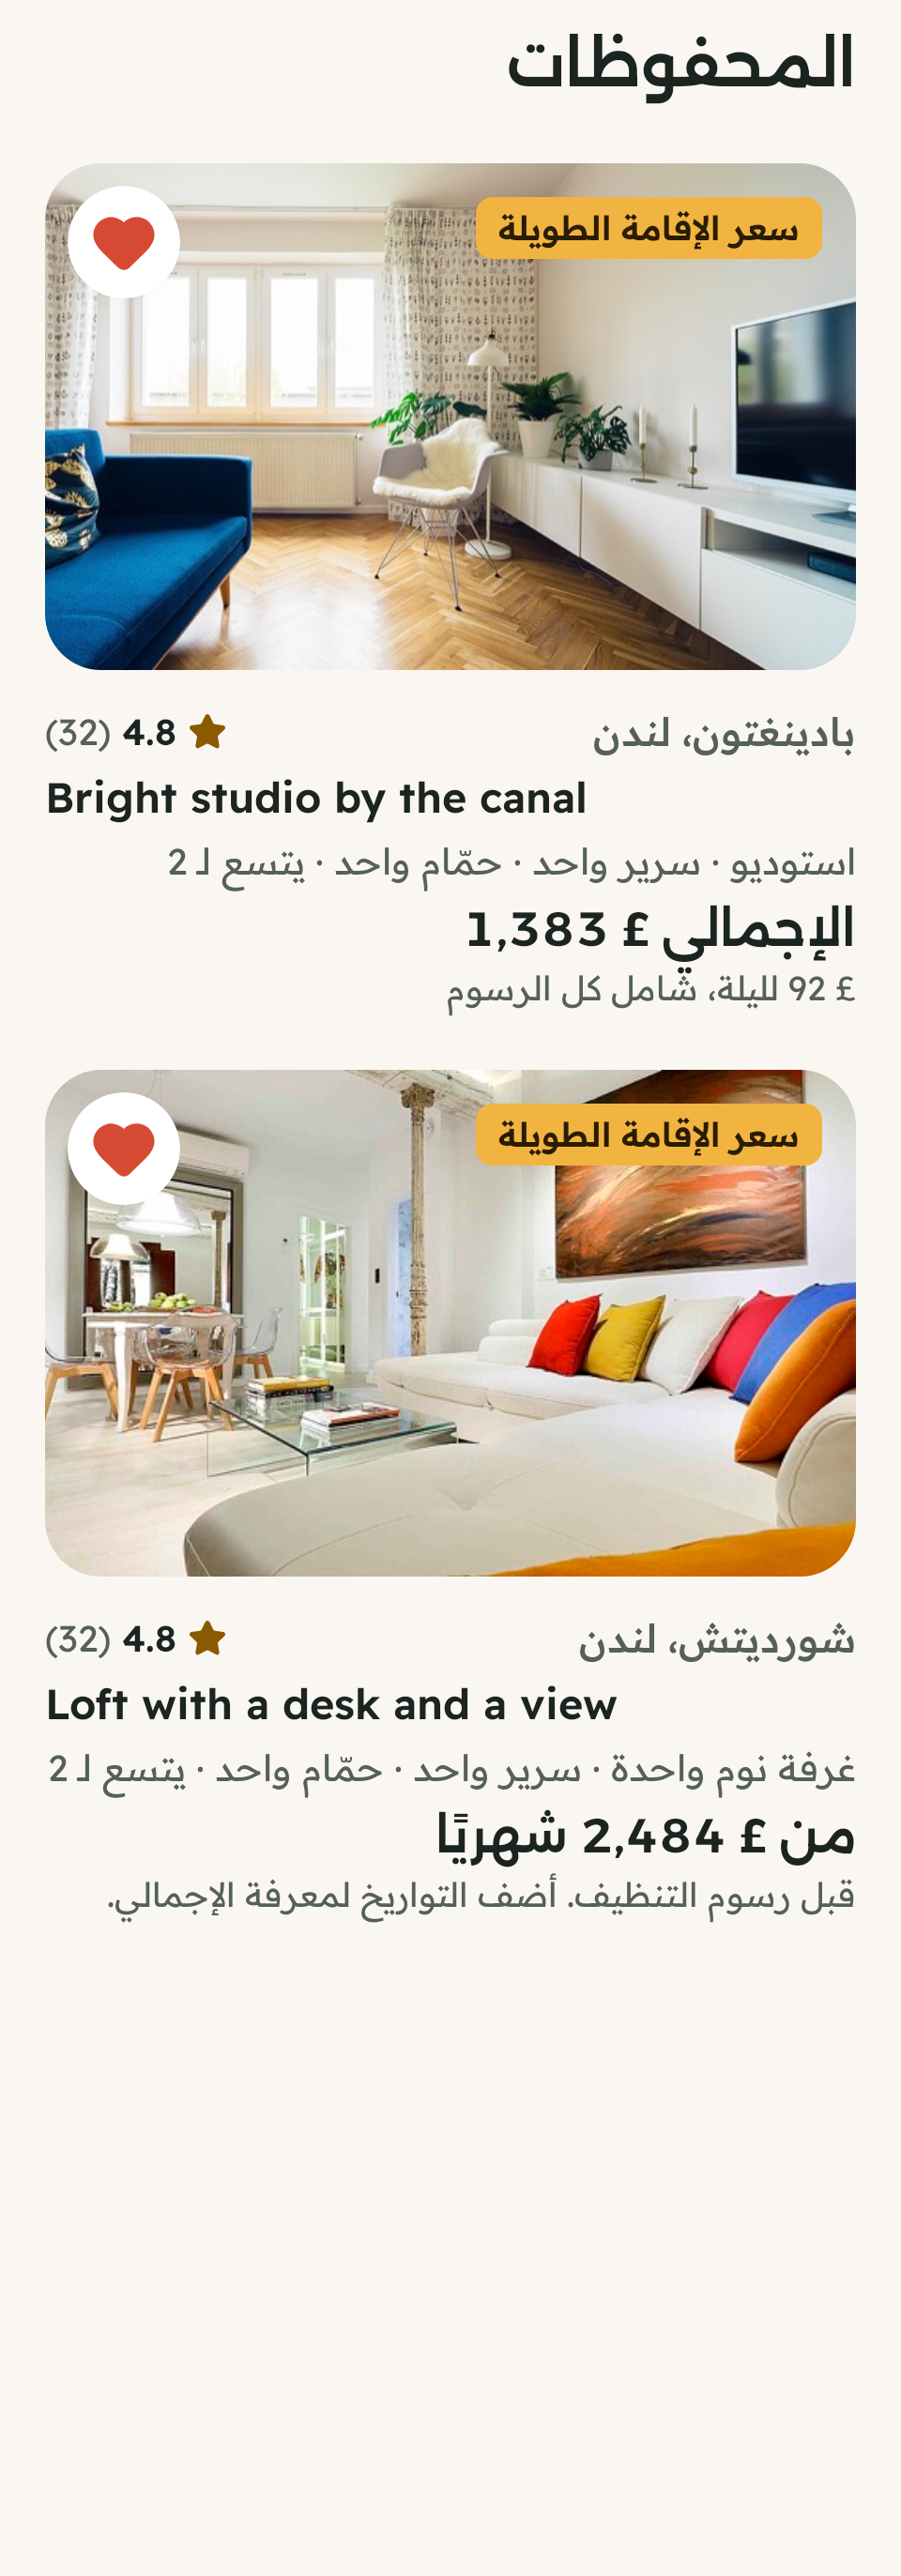 المحفوظات
سعر الإقامة الطويلة
بادينغتون، لندن
4.8 (32)
Bright studio by the canal
استوديو · سرير واحد · حمّام واحد · يتسع لـ 2
الإجمالي £ 1,383
£ 92 لليلة، شامل كل الرسوم
سعر الإقامة الطويلة
شورديتش، لندن
4.8 (32)
Loft with a desk and a view
غرفة نوم واحدة · سرير واحد · حمّام واحد · يتسع لـ 2
من £ 2,484 شهريًا
قبل رسوم التنظيف. أضف التواريخ لمعرفة الإجمالي.